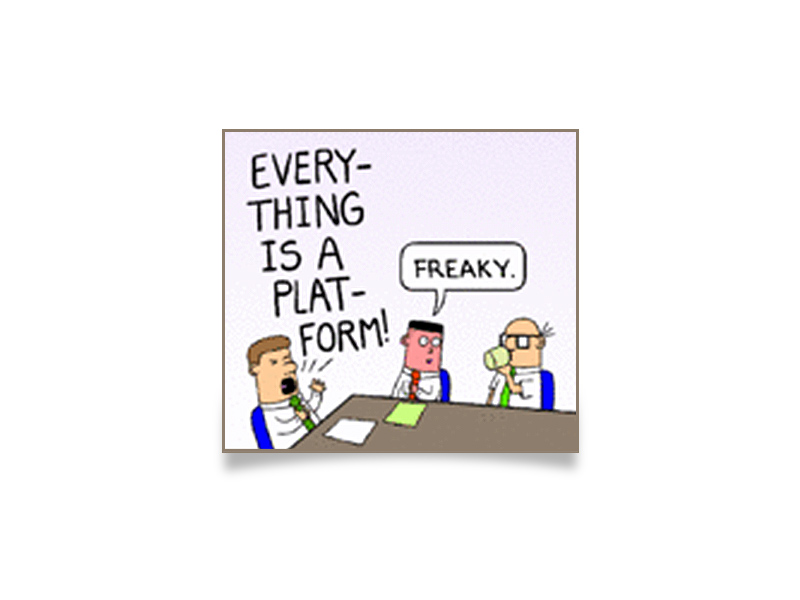 EVERY-
THING
IS A
PLAT-
FORM!
FREAKY.